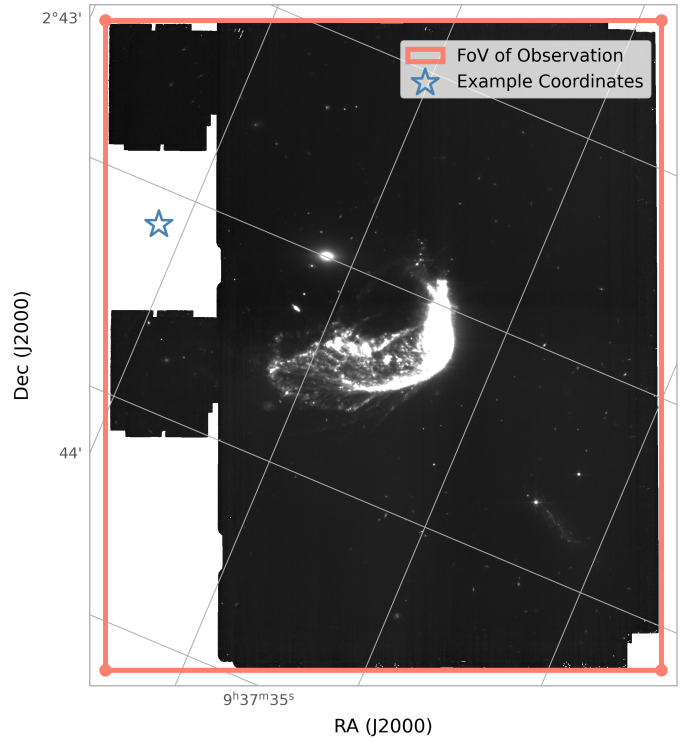 2°43'
FoV of Observation
Example Coordinates
Dec (J2000)
44'
9ʰ37ᵐ35ˢ
RA (J2000)